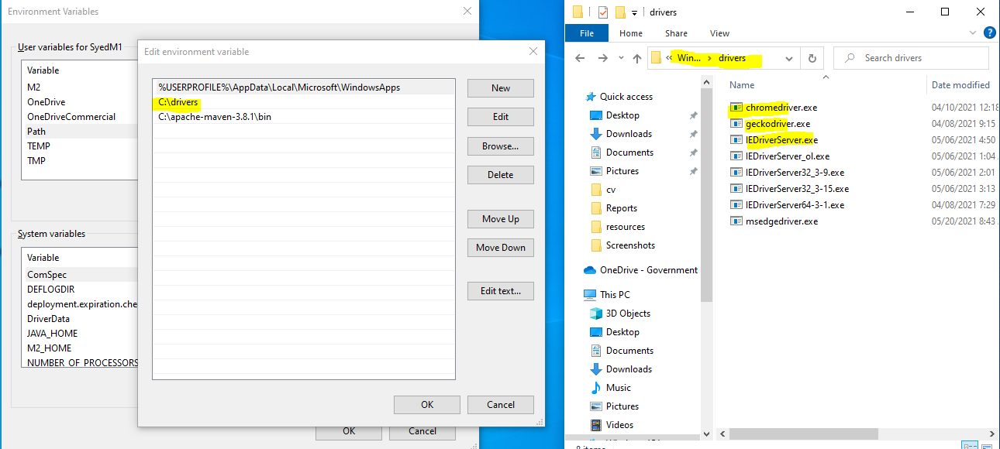 Environment Variables
User variables for SyedM1
Variable
M2
OneDrive
OneDriveCommercial
Path
TEMP
TMP
System variables
Variable
ComSpec
DEFLOGDIR
deployment.expiration.che
DriverData
JAVA_HOME
M2_HOME
NUMBER_OF_PROCESSORS
OK
Cancel
Edit environment variable
%USERPROFILE%\AppData\Local\Microsoft\WindowsApps
C:\drivers
C:\apache-maven-3.8.1\bin
New
Edit
Browse...
Delete
Move Up
Move Down
Edit text...
OK
Cancel
drivers
File
Home
Share
View
« Win... > drivers
Search drivers
Quick access
Desktop
Downloads
Documents
Pictures
cv
Reports
resources
Screenshots
OneDrive - Government
This PC
3D Objects
Desktop
Documents
Downloads
Music
Pictures
Videos
Name Date modified
chromedriver.exe 04/10/2021 12:18
geckodriver.exe 04/08/2021 9:15
IEDriverServer.exe 05/06/2021 4:50
IEDriverServer_ol.exe 05/06/2021 1:04
IEDriverServer32_3-9.exe 05/06/2021 2:01
IEDriverServer32_3-15.exe 05/06/2021 3:13
IEDriverServer64-3-1.exe 04/08/2021 7:29
msedgedriver.exe 05/20/2021 8:43
8 items